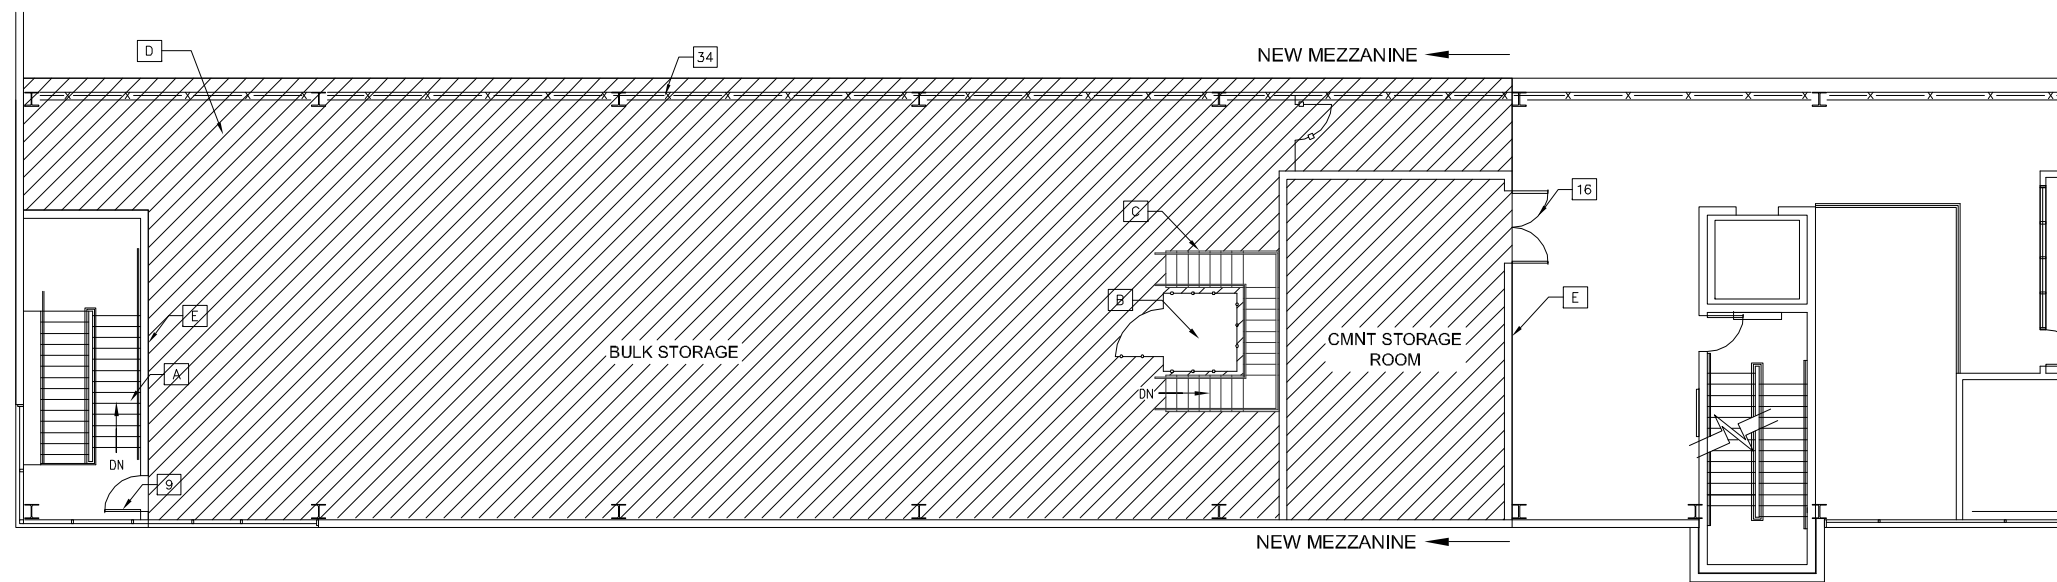 D
34
NEW MEZZANINE
16
C
E
B
E
BULK STORAGE
CMNT STORAGE
ROOM
A
DN
DN
9
NEW MEZZANINE